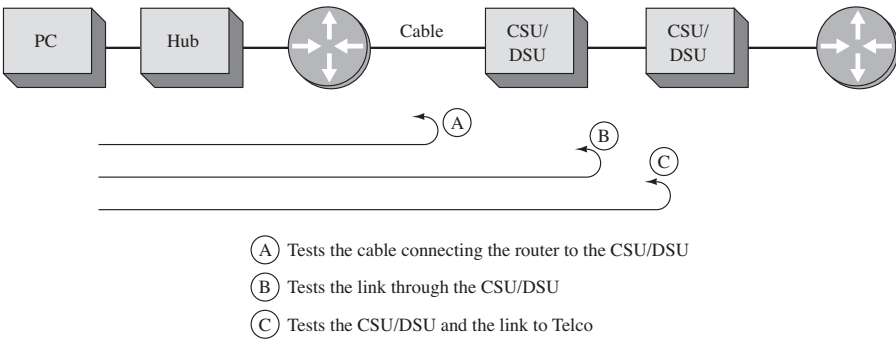 PC
Hub
Cable
CSU/
DSU
CSU/
DSU
A
B
C
A Tests the cable connecting the router to the CSU/DSU
B Tests the link through the CSU/DSU
C Tests the CSU/DSU and the link to Telco